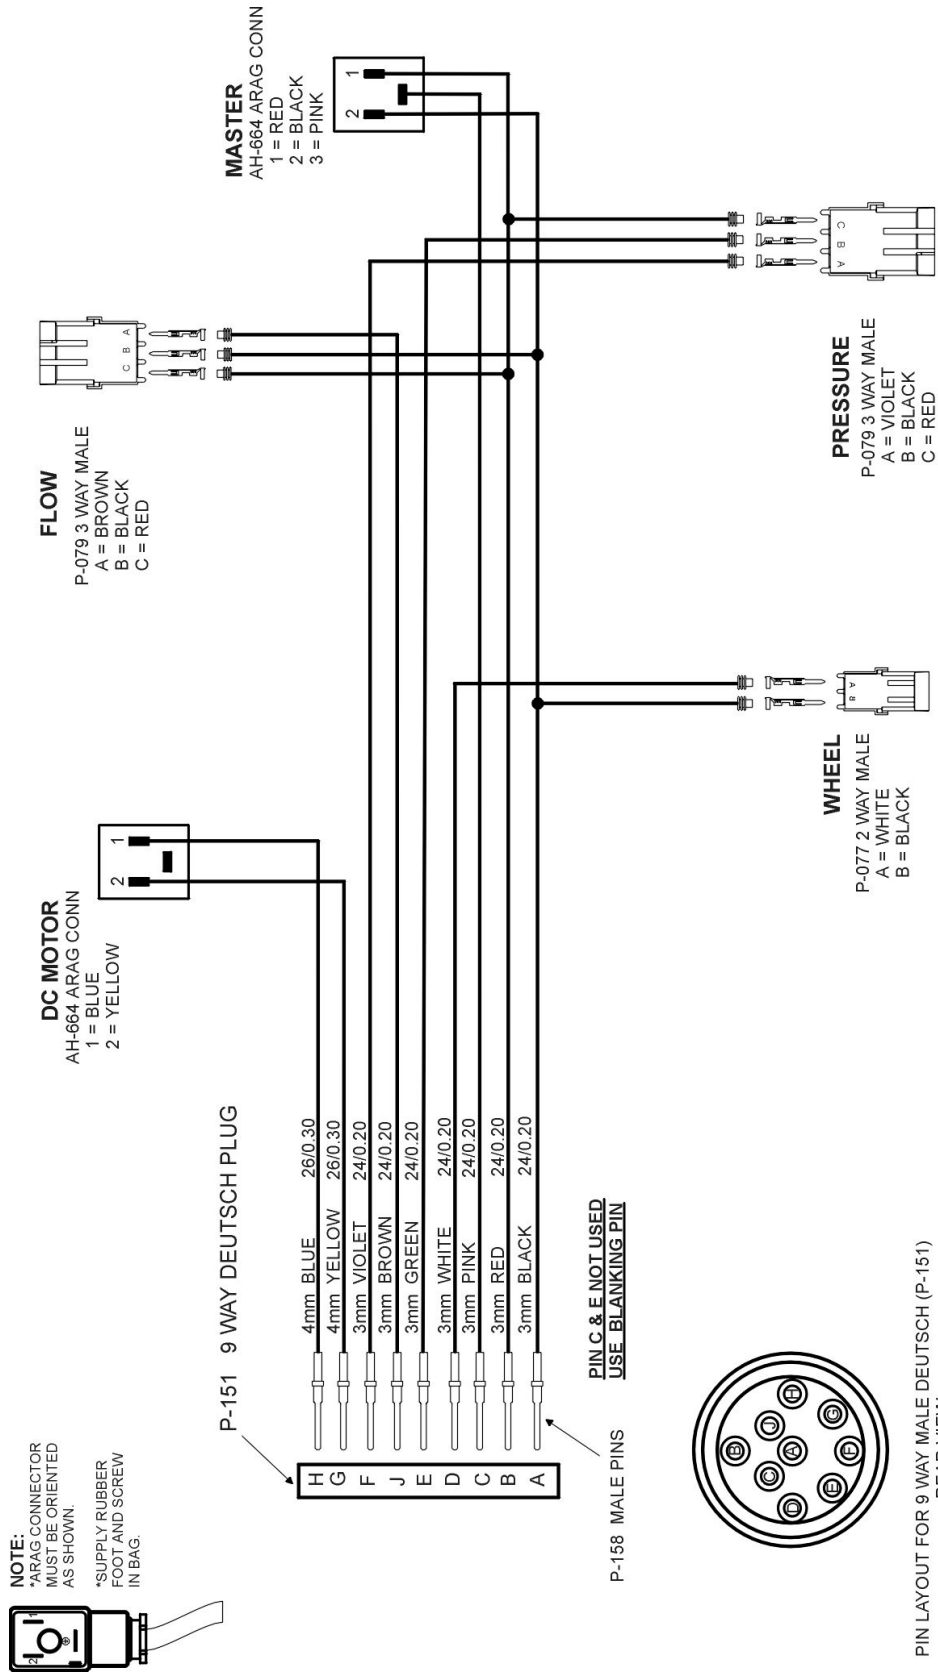 NOTE:
*ARAG CONNECTOR
MUST BE ORIENTED
AS SHOWN.
*SUPPLY RUBBER
FOOT AND SCREW
IN BAG.
2
1
P-151 9 WAY DEUTSCH PLUG
H
G
F
J
E
D
C
B
A
4mm BLUE 26/0.30
4mm YELLOW 26/0.30
3mm VIOLET 24/0.20
3mm BROWN 24/0.20
3mm GREEN 24/0.20
3mm WHITE 24/0.20
3mm PINK 24/0.20
3mm RED 24/0.20
3mm BLACK 24/0.20
PIN C & E NOT USED
USE BLANKING PIN
P-158 MALE PINS
DC MOTOR
AH-664 ARAG CONN
1 = BLUE
2 = YELLOW
2 1
FLOW
P-079 3 WAY MALE
A = BROWN
B = BLACK
C = RED
C B A
MASTER
AH-664 ARAG CONN
1 = RED
2 = BLACK
3 = PINK
2 1
WHEEL
P-077 2 WAY MALE
A = WHITE
B = BLACK
B A
PRESSURE
P-079 3 WAY MALE
A = VIOLET
B = BLACK
C = RED
A B C
B
C J
D A H
E G
F
PIN LAYOUT FOR 9 WAY MALE DEUTSCH (P-151)